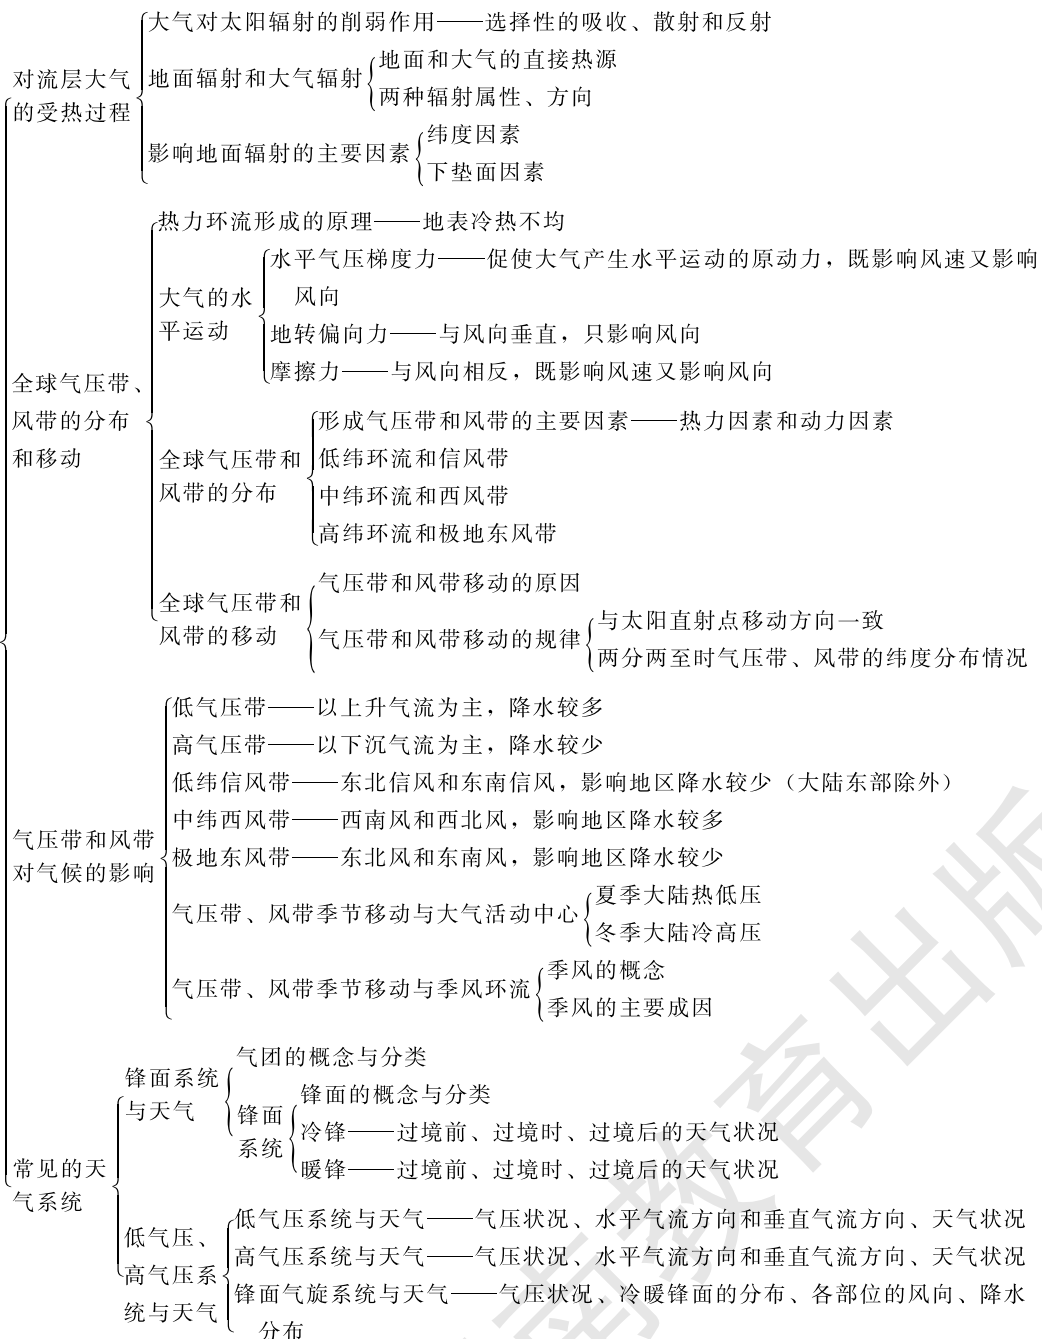 大气对太阳辐射的削弱作用——选择性的吸收、散射和反射
对流层大气
的受热过程
地面辐射和大气辐射
地面和大气的直接热源
两种辐射属性、方向
影响地面辐射的主要因素
纬度因素
下垫面因素
全球气压带、
风带的分布
和移动
热力环流形成的原理——地表冷热不均
大气的水
平运动
水平气压梯度力——促使大气产生水平运动的原动力，既影响风速又影响
风向
地转偏向力——与风向垂直，只影响风向
摩擦力——与风向相反，既影响风速又影响风向
全球气压带和
风带的分布
形成气压带和风带的主要因素——热力因素和动力因素
低纬环流和信风带
中纬环流和西风带
高纬环流和极地东风带
全球气压带和
风带的移动
气压带和风带移动的原因
气压带和风带移动的规律
与太阳直射点移动方向一致
两分两至时气压带、风带的纬度分布情况
气压带和风带
对气候的影响
低气压带——以上升气流为主，降水较多
高气压带——以下沉气流为主，降水较少
低纬信风带——东北信风和东南信风，影响地区降水较少（大陆东部除外）
中纬西风带——西南风和西北风，影响地区降水较多
极地东风带——东北风和东南风，影响地区降水较少
气压带、风带季节移动与大气活动中心
夏季大陆热低压
冬季大陆冷高压
气压带、风带季节移动与季风环流
季风的概念
季风的主要成因
常见的天
气系统
锋面系统
与天气
气团的概念与分类
锋面
系统
锋面的概念与分类
冷锋——过境前、过境时、过境后的天气状况
暖锋——过境前、过境时、过境后的天气状况
低气压、
高气压系
统与天气
低气压系统与天气——气压状况、水平气流方向和垂直气流方向、天气状况
高气压系统与天气——气压状况、水平气流方向和垂直气流方向、天气状况
锋面气旋系统与天气——气压状况、冷暖锋面的分布、各部位的风向、降水
分布
南教育出版